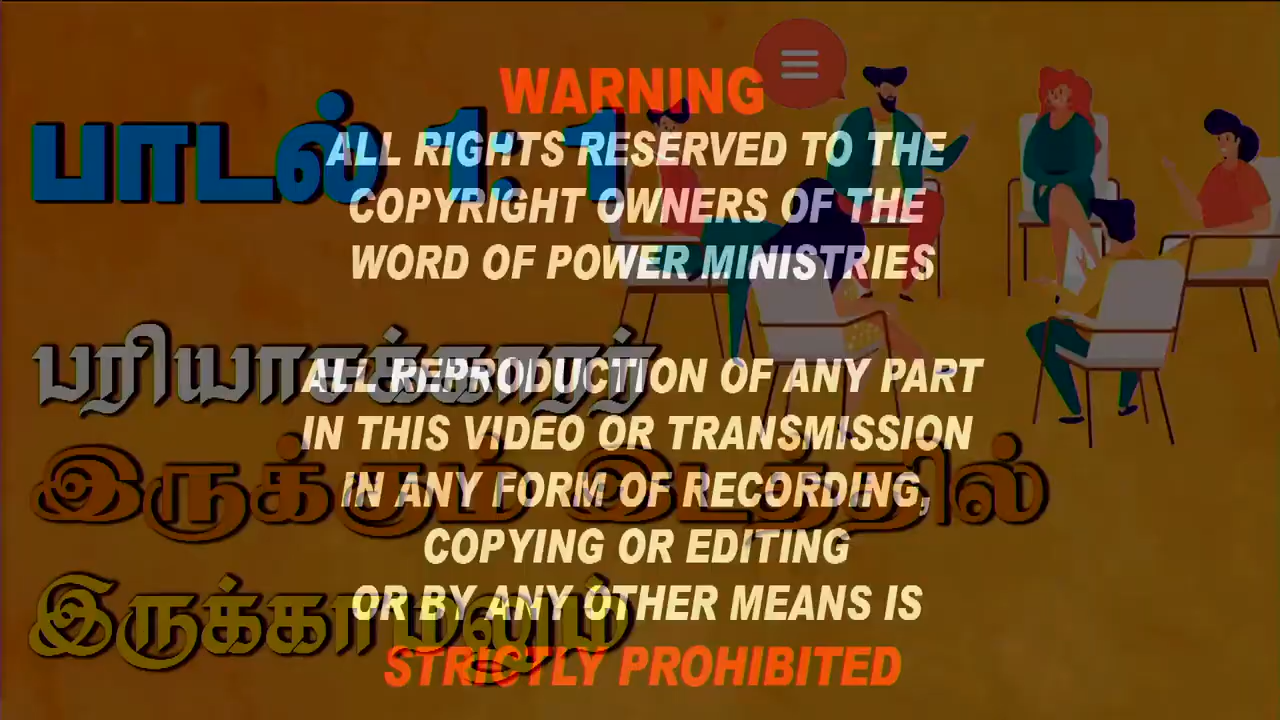 WARNING
ALL RIGHTS RESERVED TO THE
COPYRIGHT OWNERS OF THE
WORD OF POWER MINISTRIES
ALL REPRODUCTION OF ANY PART
IN THIS VIDEO OR TRANSMISSION
IN ANY FORM OF RECORDING,
COPYING OR EDITING
OR BY ANY OTHER MEANS IS
STRICTLY PROHIBITED
பாடல் 1: 1
பரியாசக்காரர்
இருக்கும் இடத்தில்
இருக்காமலும்